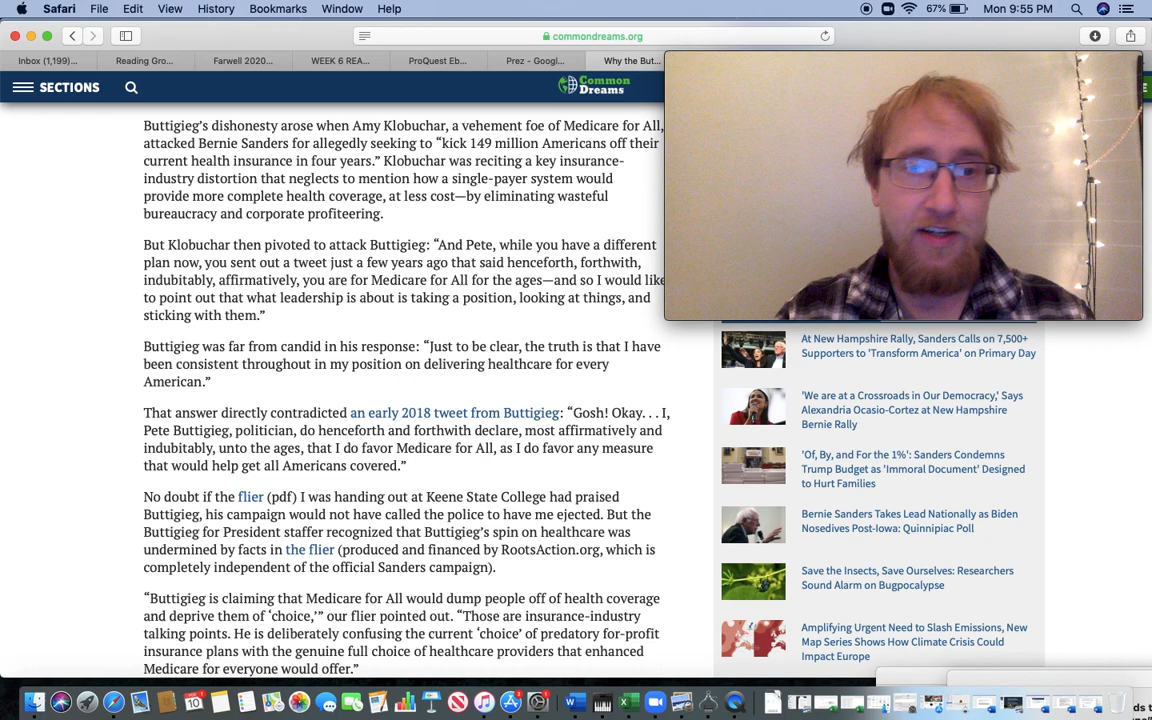 Safari File Edit View History Bookmarks Window Help 67% Mon 9:55 PM
commondreams.org
Inbox (1,199)... Reading Gro... Farwell 2020... WEEK 6 REA... ProQuest Eb... Prez - Googl... Why the But...
SECTIONS Common
Dreams
Buttigieg's dishonesty arose when Amy Klobuchar, a vehement foe of Medicare for All,
attacked Bernie Sanders for allegedly seeking to “kick 149 million Americans off their
current health insurance in four years.” Klobuchar was reciting a key insurance-
industry distortion that neglects to mention how a single-payer system would
provide more complete health coverage, at less cost—by eliminating wasteful
bureaucracy and corporate profiteering.
But Klobuchar then pivoted to attack Buttigieg: “And Pete, while you have a different
plan now, you sent out a tweet just a few years ago that said henceforth, forthwith,
indubitably, affirmatively, you are for Medicare for All for the ages—and so I would like
to point out that what leadership is about is taking a position, looking at things, and
sticking with them.”
Buttigieg was far from candid in his response: “Just to be clear, the truth is that I have
been consistent throughout in my position on delivering healthcare for every
American.”
That answer directly contradicted an early 2018 tweet from Buttigieg: “Gosh! Okay. . . I,
Pete Buttigieg, politician, do henceforth and forthwith declare, most affirmatively and
indubitably, unto the ages, that I do favor Medicare for All, as I do favor any measure
that would help get all Americans covered.”
No doubt if the flier (pdf) I was handing out at Keene State College had praised
Buttigieg, his campaign would not have called the police to have me ejected. But the
Buttigieg for President staffer recognized that Buttigieg's spin on healthcare was
undermined by facts in the flier (produced and financed by RootsAction.org, which is
completely independent of the official Sanders campaign).
“Buttigieg is claiming that Medicare for All would dump people off of health coverage
and deprive them of ‘choice,’” our flier pointed out. “Those are insurance-industry
talking points. He is deliberately confusing the current ‘choice’ of predatory for-profit
insurance plans with the genuine full choice of healthcare providers that enhanced
Medicare for everyone would offer.”
At New Hampshire Rally, Sanders Calls on 7,500+
Supporters to 'Transform America' on Primary Day
'We are at a Crossroads in Our Democracy,' Says
Alexandria Ocasio-Cortez at New Hampshire
Bernie Rally
'Of, By, and For the 1%': Sanders Condemns
Trump Budget as 'Immoral Document' Designed
to Hurt Families
Bernie Sanders Takes Lead Nationally as Biden
Nosedives Post-Iowa: Quinnipiac Poll
Save the Insects, Save Ourselves: Researchers
Sound Alarm on Bugpocalypse
Amplifying Urgent Need to Slash Emissions, New
Map Series Shows How Climate Crisis Could
Impact Europe